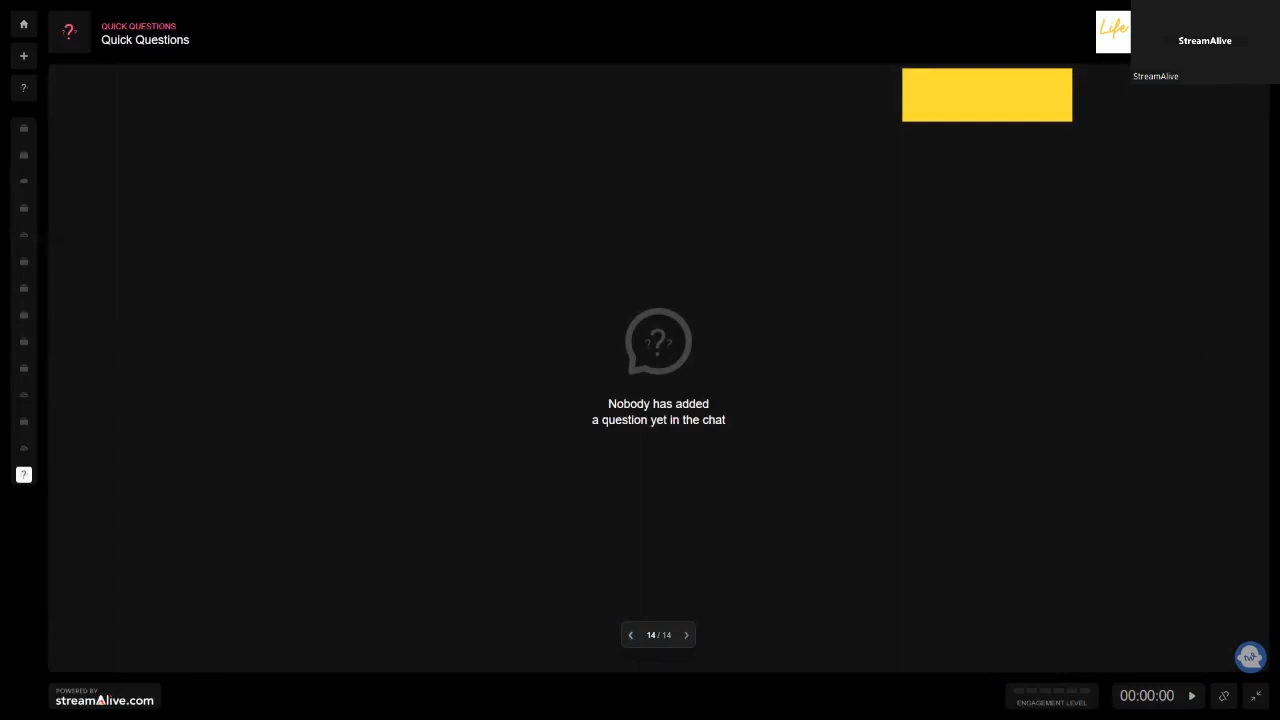 QUICK QUESTIONS
Quick Questions
Life
StreamAlive
StreamAlive
?
Nobody has added
a question yet in the chat
14 / 14
POWERED BY
streamAlive.com
ENGAGEMENT LEVEL
00:00:00